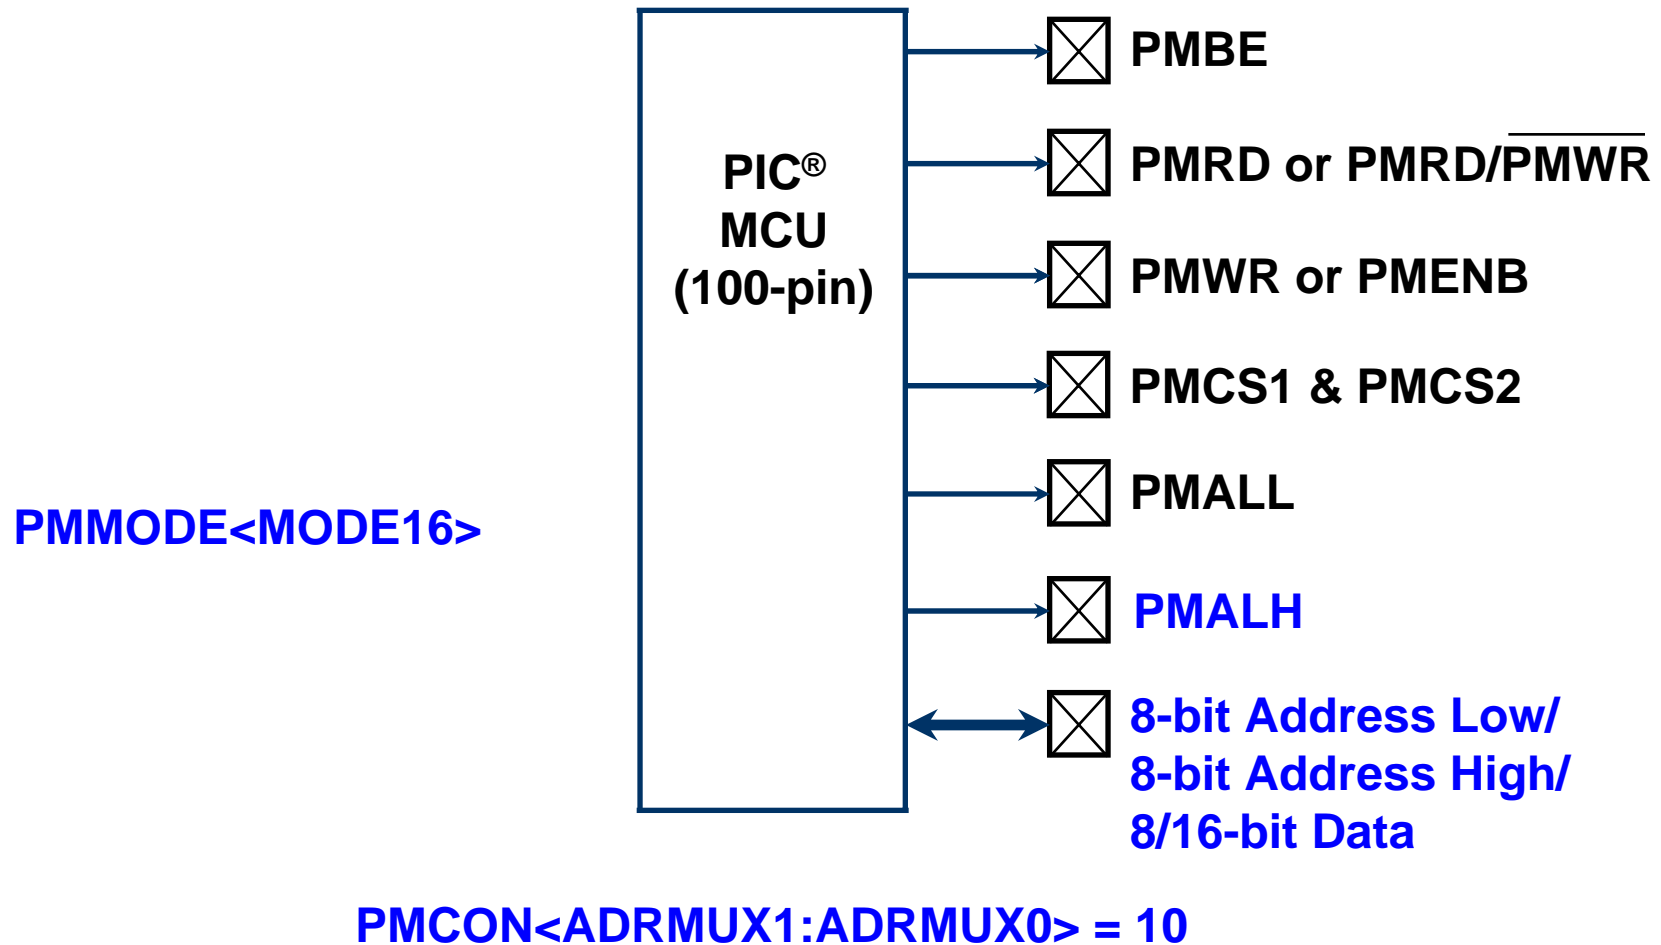 PIC®
MCU
(100-pin)
PMBE
PMRD or PMRD/PMWR
PMWR or PMENB
PMCS1 & PMCS2
PMALL
PMMODE<MODE16>
PMALH
8-bit Address Low/
8-bit Address High/
8/16-bit Data
PMCON<ADRMUX1:ADRMUX0> = 10